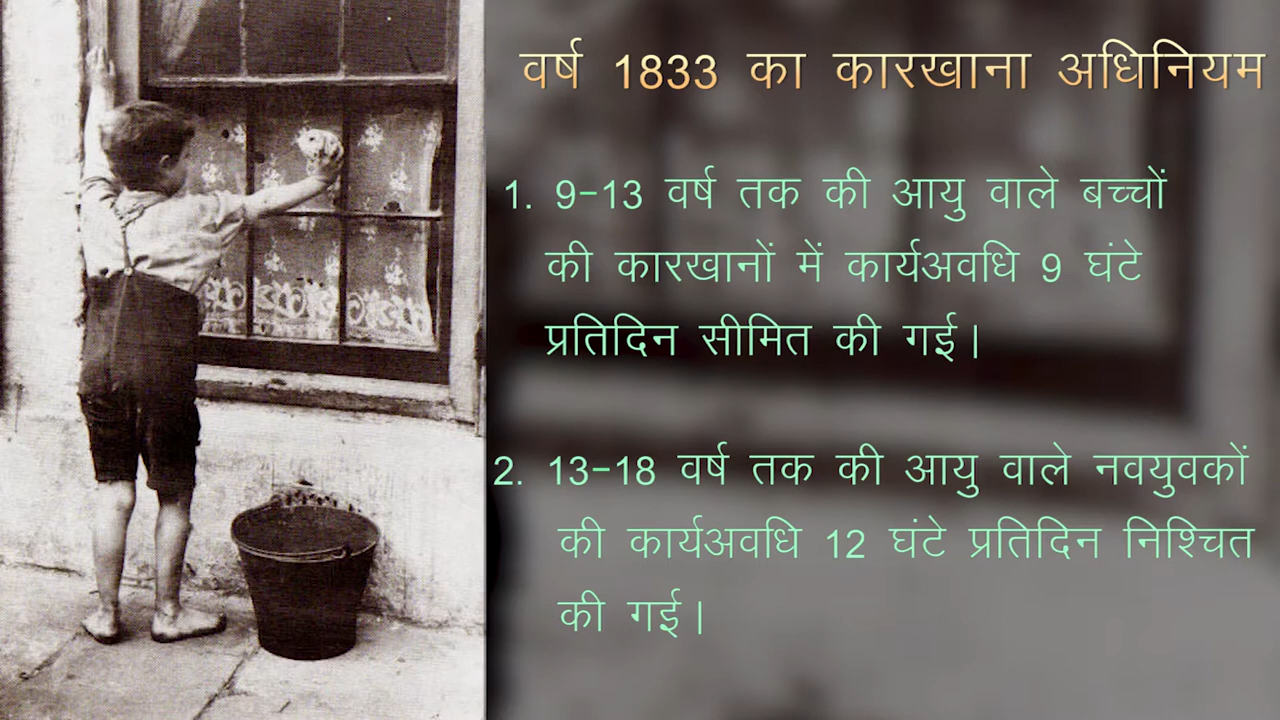 वर्ष 1833 का कारखाना अधिनियम
1. 9-13 वर्ष तक की आयु वाले बच्चों
की कारखानों में कार्यअवधि 9 घंटे
प्रतिदिन सीमित की गई।
2. 13-18 वर्ष तक की आयु वाले नवयुवकों
की कार्यअवधि 12 घंटे प्रतिदिन निश्चित
की गई।